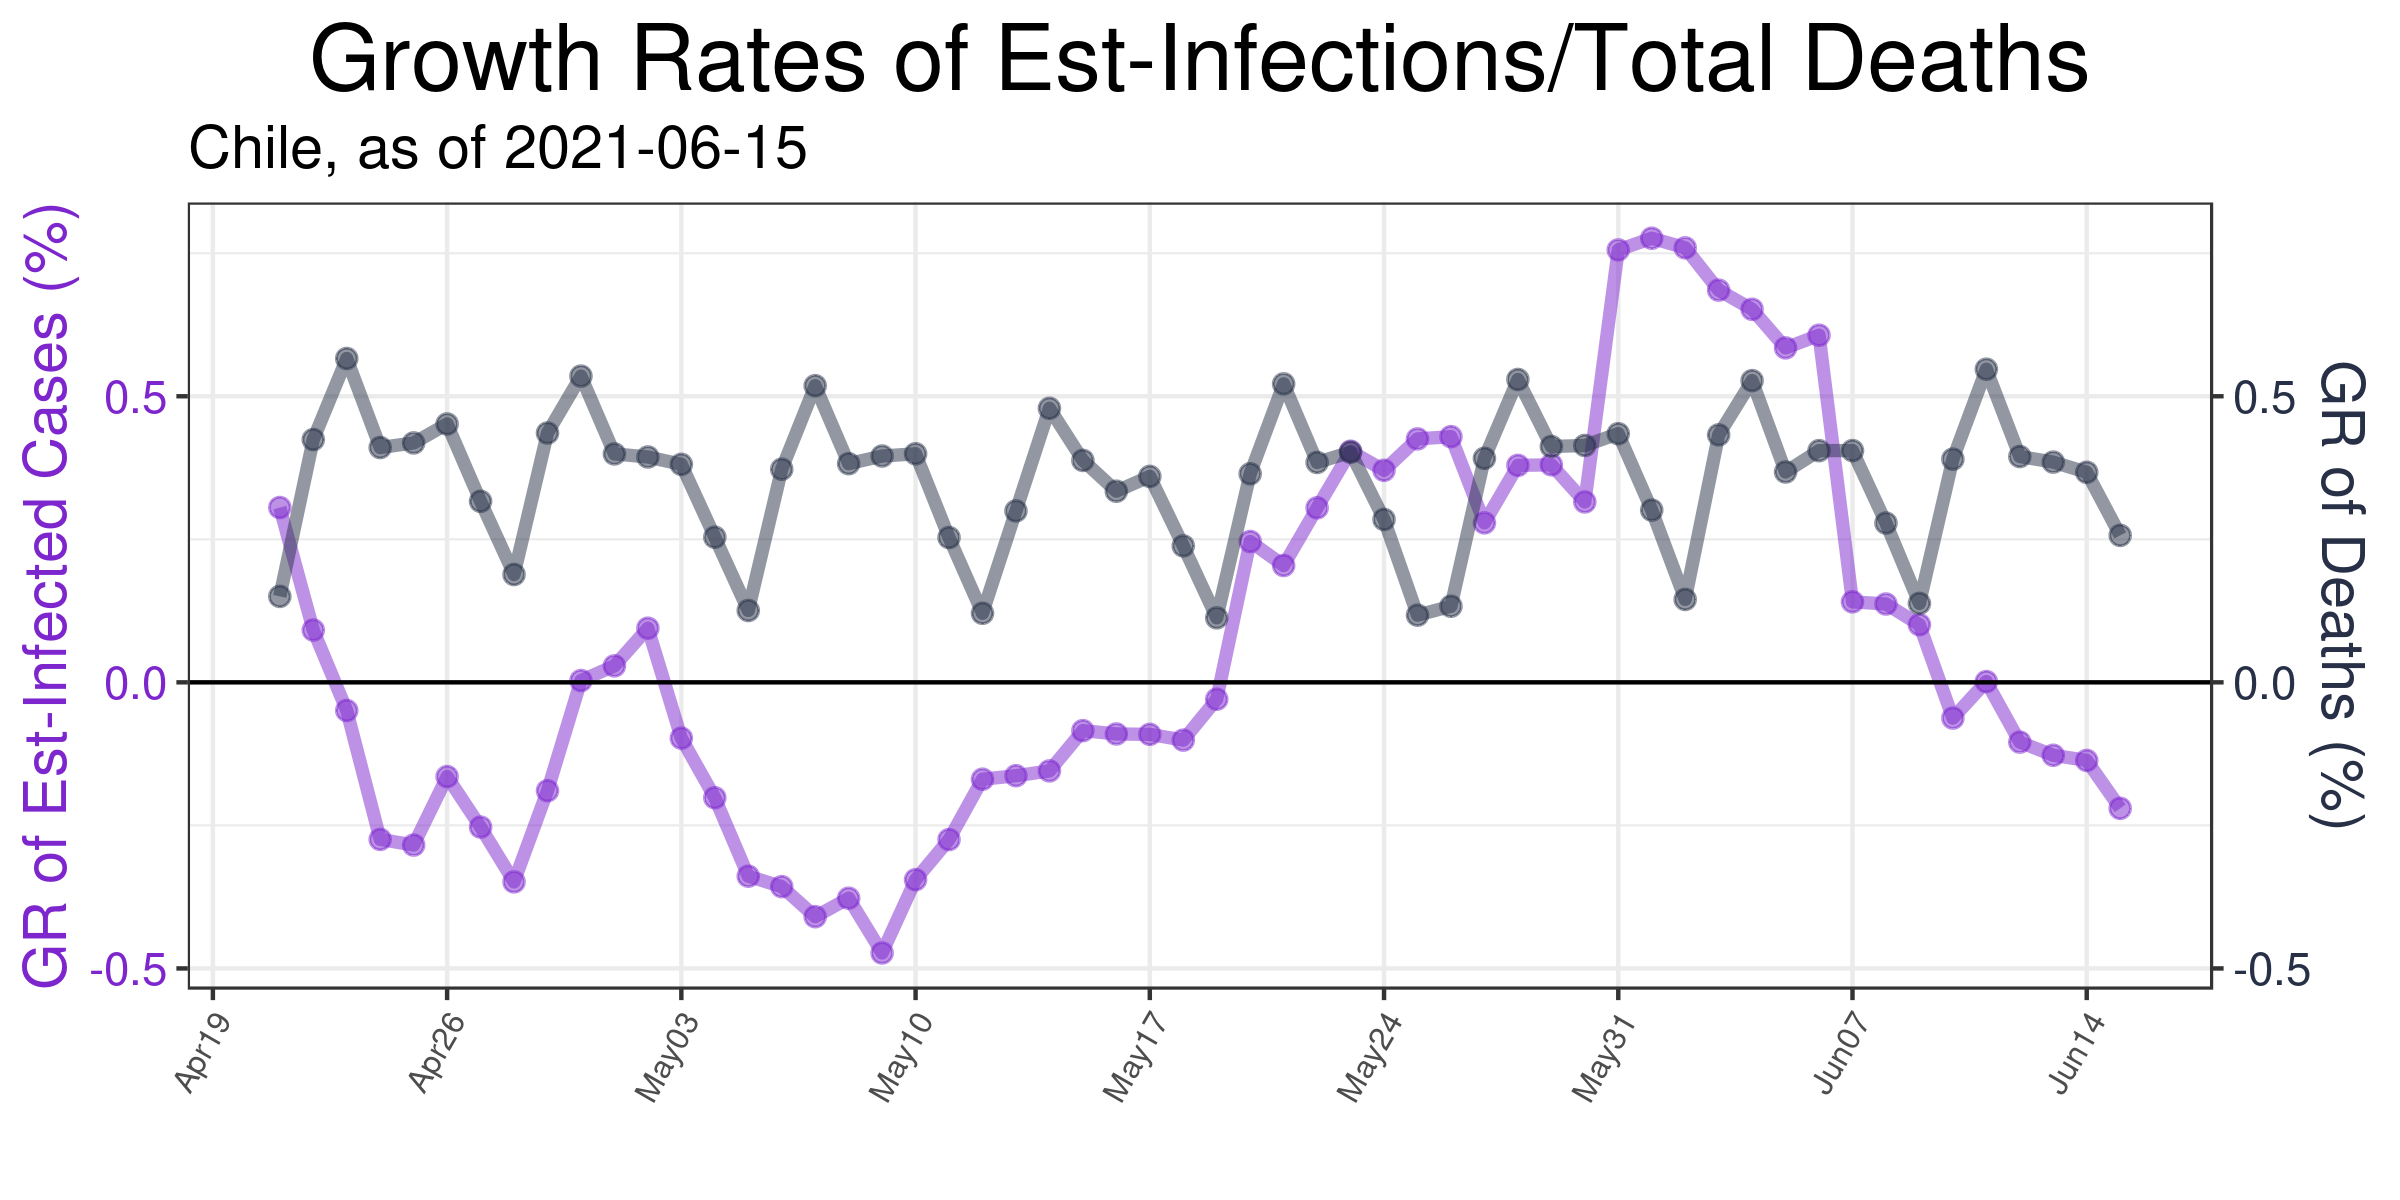 Growth Rates of Est-Infections/Total Deaths
Chile, as of 2021-06-15
GR of Est-Infected Cases (%)
0.5
0.0
-0.5
0.5
0.0
-0.5
GR of Deaths (%)
Apr19
Apr26
May03
May10
May17
May24
May31
Jun07
Jun14